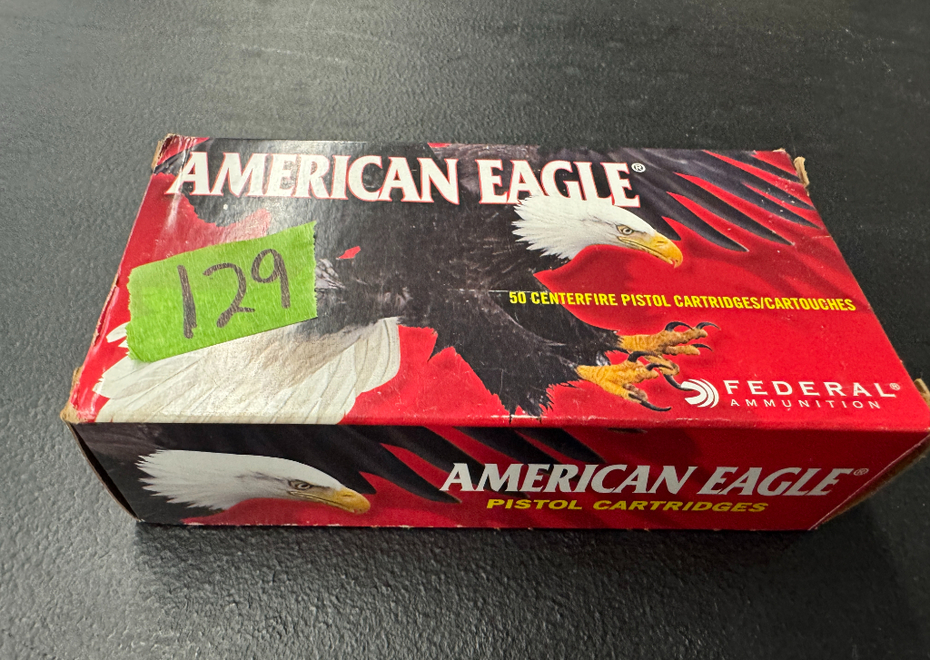 AMERICAN EAGLE®
129
50 CENTERFIRE PISTOL CARTRIDGES/CARTOUCHES
FEDERAL®
AMMUNITION
AMERICAN EAGLE®
PISTOL CARTRIDGES